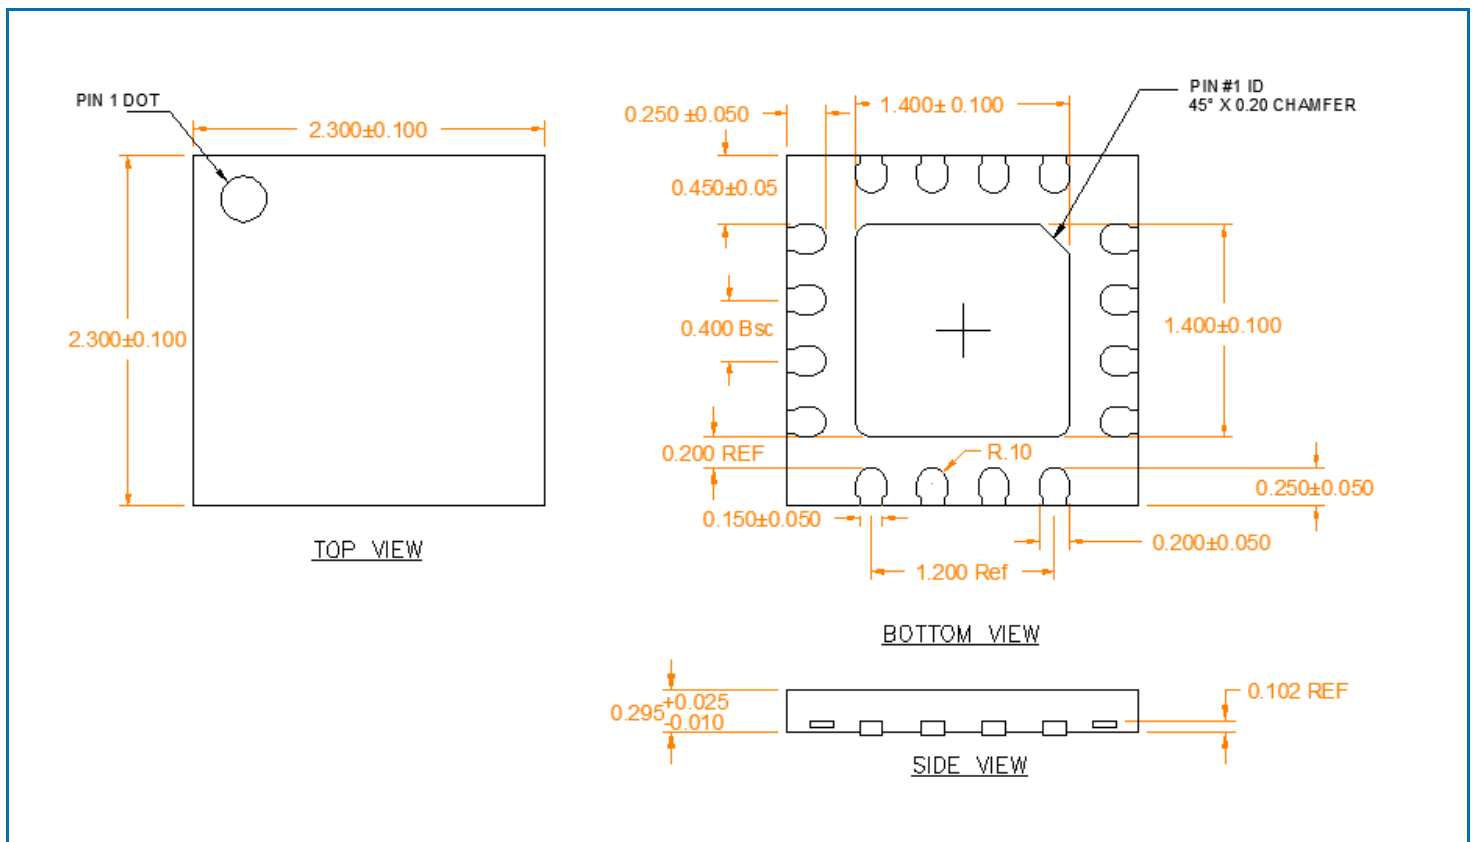 PIN 1 DOT
2.300±0.100
2.300±0.100
TOP VIEW
0.250 ±0.050
1.400± 0.100
PIN #1 ID
45° X 0.20 CHAMFER
0.450±0.05
0.400 Bsc
1.400±0.100
0.200 REF
R.10
0.250±0.050
0.150±0.050
0.200±0.050
1.200 Ref
BOTTOM VIEW
0.295+0.025
-0.010
0.102 REF
SIDE VIEW